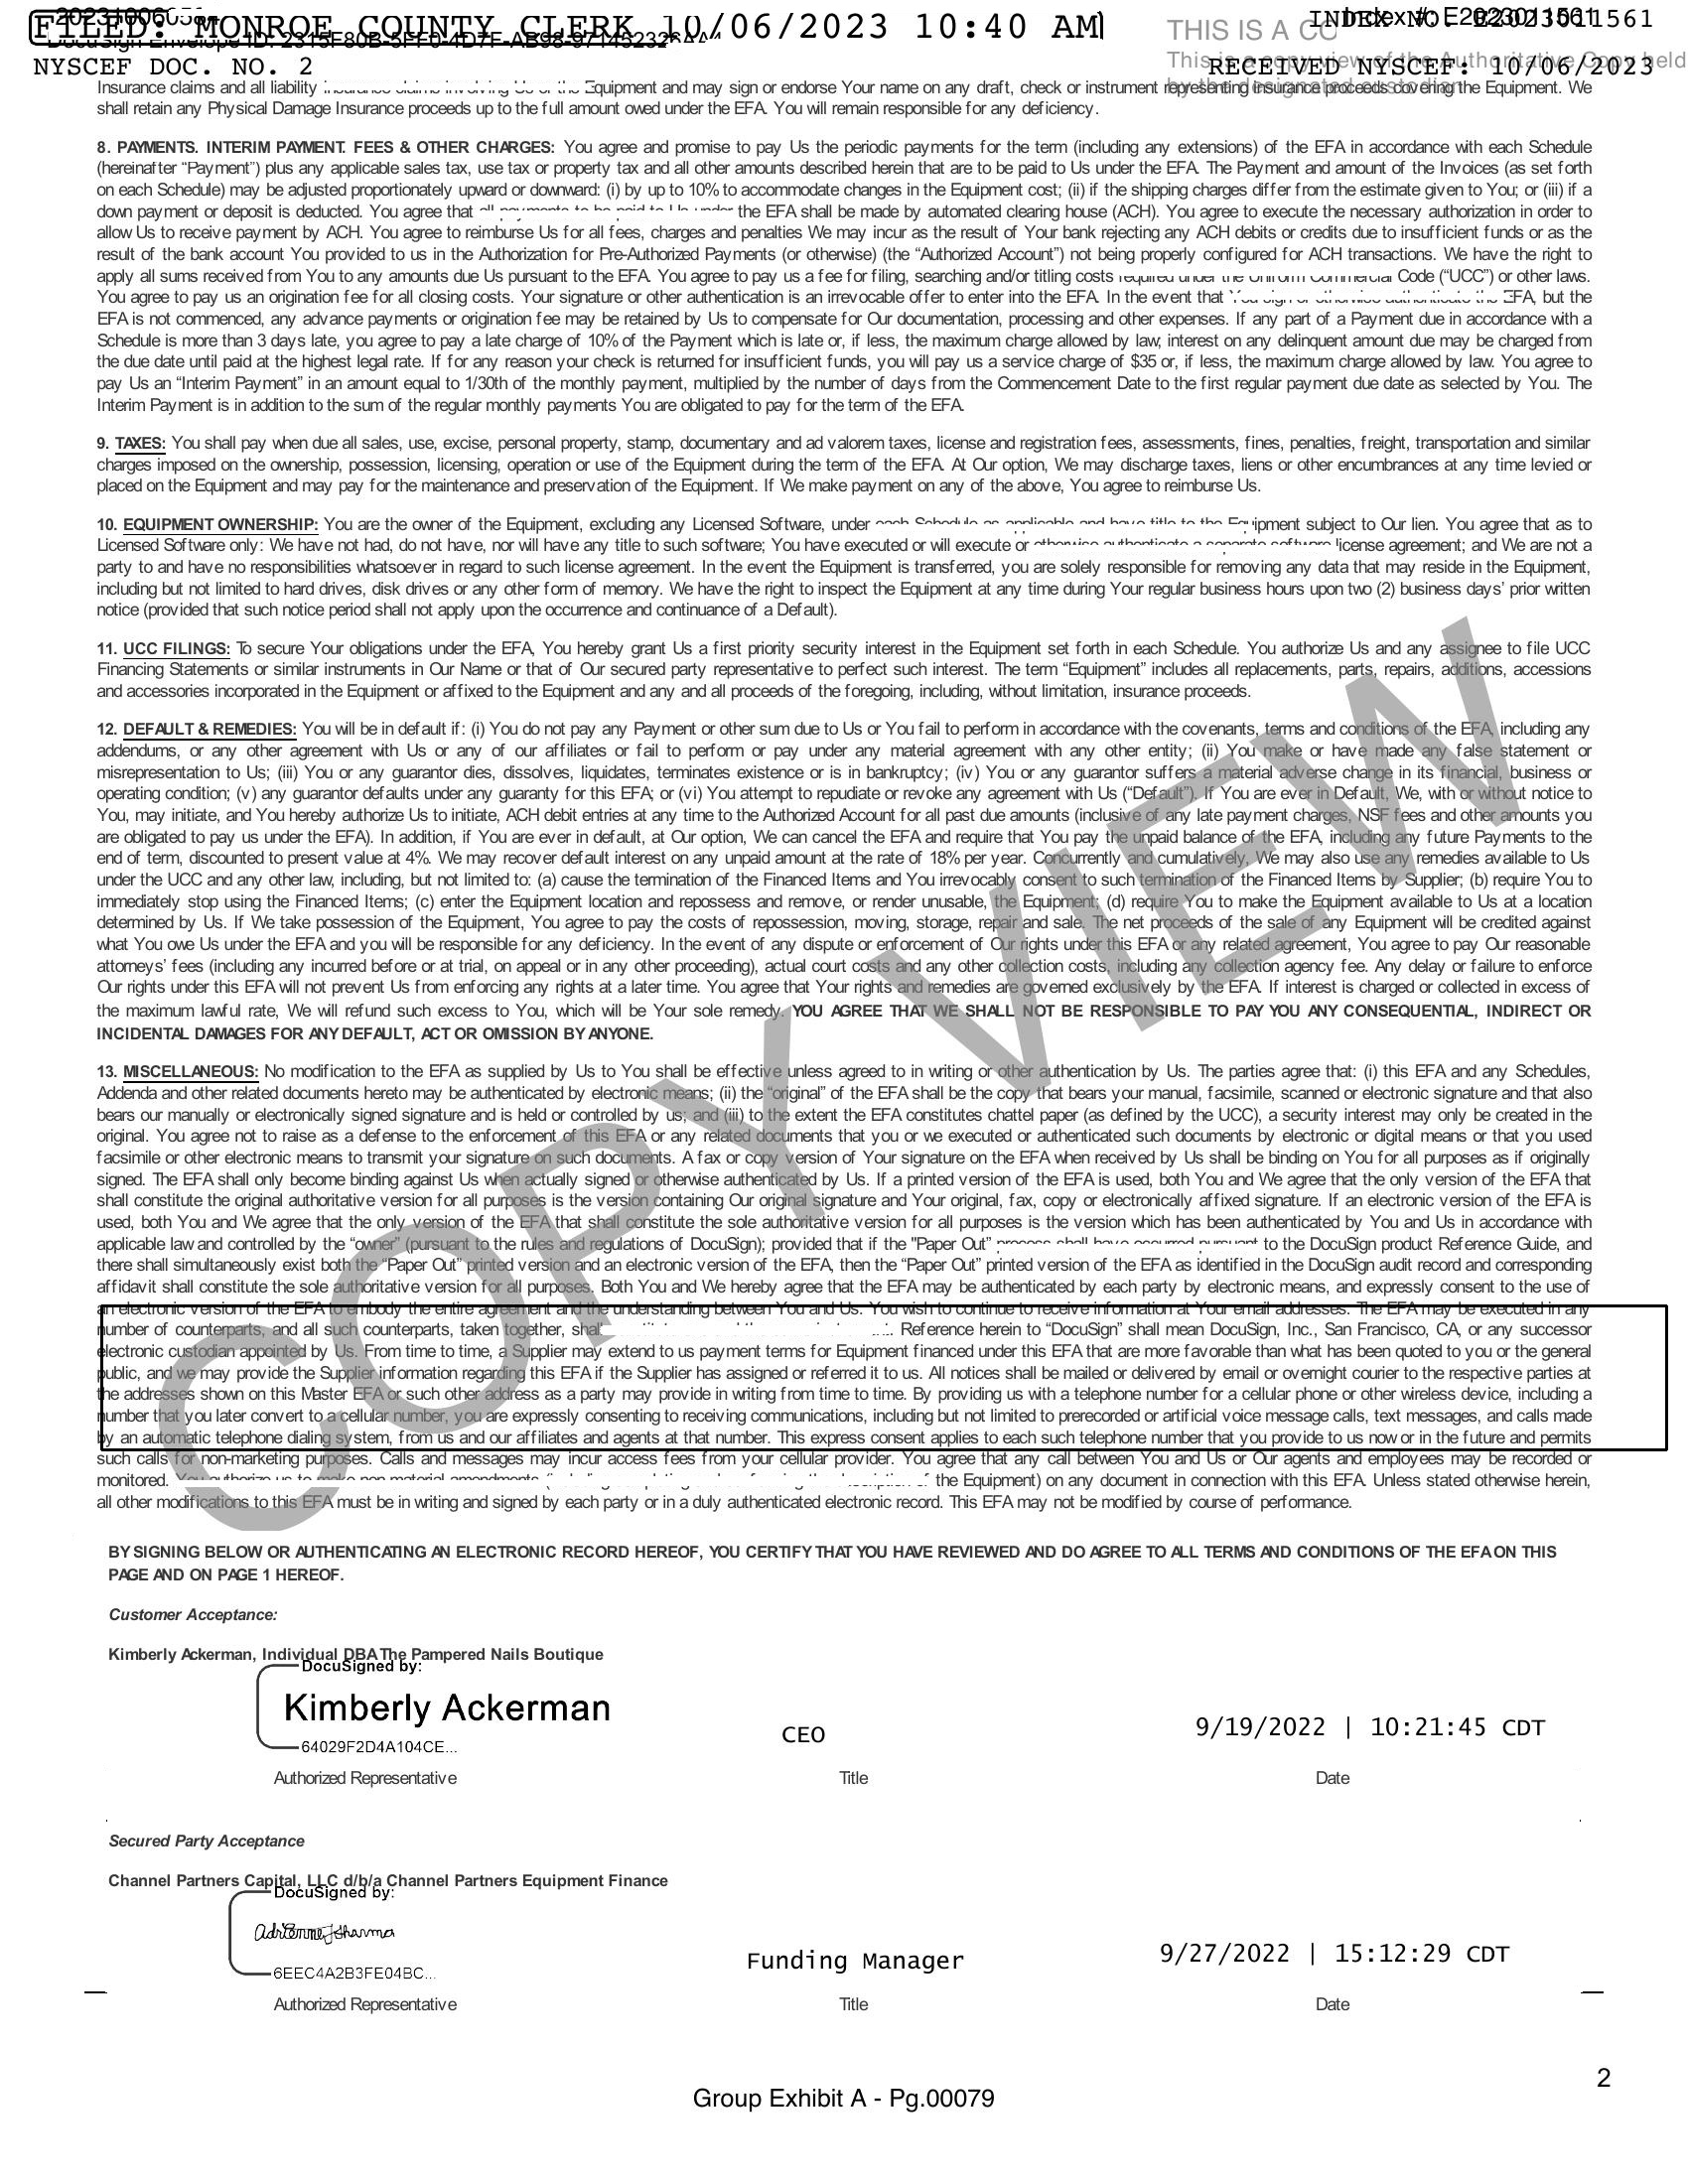 FILED: MONROE COUNTY CLERK 10/06/2023 10:40 AM
INDEX NO. E2023011561
NYSCEF DOC. NO. 2
RECEIVED NYSCEF: 10/06/2023
THIS IS A
This is a copy view of the Authoritative Copy held
by the designated custodian
Insurance claims and all liability Equipment and may sign or endorse Your name on any draft, check or instrument representing insurance proceeds covering the Equipment. We
shall retain any Physical Damage Insurance proceeds up to the full amount owed under the EFA. You will remain responsible for any deficiency.
8. PAYMENTS. INTERIM PAYMENT. FEES & OTHER CHARGES: You agree and promise to pay Us the periodic payments for the term (including any extensions) of the EFA in accordance with each Schedule
(hereinafter “Payment”) plus any applicable sales tax, use tax or property tax and all other amounts described herein that are to be paid to Us under the EFA. The Payment and amount of the Invoices (as set forth
on each Schedule) may be adjusted proportionately upward or downward: (i) by up to 10% to accommodate changes in the Equipment cost; (ii) if the shipping charges differ from the estimate given to You; or (iii) if a
down payment or deposit is deducted. You agree that all payments to be paid to Us under the EFA shall be made by automated clearing house (ACH). You agree to execute the necessary authorization in order to
allow Us to receive payment by ACH. You agree to reimburse Us for all fees, charges and penalties We may incur as the result of Your bank rejecting any ACH debits or credits due to insufficient funds or as the
result of the bank account You provided to us in the Authorization for Pre-Authorized Payments (or otherwise) (the “Authorized Account”) not being properly configured for ACH transactions. We have the right to
apply all sums received from You to any amounts due Us pursuant to the EFA. You agree to pay us a fee for filing, searching and/or titling costs required under the Uniform Commercial Code (“UCC”) or other laws.
You agree to pay us an origination fee for all closing costs. Your signature or other authentication is an irrevocable offer to enter into the EFA. In the event that You sign or otherwise authenticate the EFA, but the
EFA is not commenced, any advance payments or origination fee may be retained by Us to compensate for Our documentation, processing and other expenses. If any part of a Payment due in accordance with a
Schedule is more than 3 days late, you agree to pay a late charge of 10% of the Payment which is late or, if less, the maximum charge allowed by law; interest on any delinquent amount due may be charged from
the due date until paid at the highest legal rate. If for any reason your check is returned for insufficient funds, you will pay us a service charge of $35 or, if less, the maximum charge allowed by law. You agree to
pay Us an “Interim Payment” in an amount equal to 1/30th of the monthly payment, multiplied by the number of days from the Commencement Date to the first regular payment due date as selected by You. The
Interim Payment is in addition to the sum of the regular monthly payments You are obligated to pay for the term of the EFA.
9. TAXES: You shall pay when due all sales, use, excise, personal property, stamp, documentary and ad valorem taxes, license and registration fees, assessments, fines, penalties, freight, transportation and similar
charges imposed on the ownership, possession, licensing, operation or use of the Equipment during the term of the EFA. At Our option, We may discharge taxes, liens or other encumbrances at any time levied or
placed on the Equipment and may pay for the maintenance and preservation of the Equipment. If We make payment on any of the above, You agree to reimburse Us.
10. EQUIPMENT OWNERSHIP: You are the owner of the Equipment, excluding any Licensed Software, under each Schedule as applicable and have title to the Equipment subject to Our lien. You agree that as to
Licensed Software only: We have not had, do not have, nor will have any title to such software; You have executed or will execute or otherwise authenticate a separate software license agreement; and We are not a
party to and have no responsibilities whatsoever in regard to such license agreement. In the event the Equipment is transferred, you are solely responsible for removing any data that may reside in the Equipment,
including but not limited to hard drives, disk drives or any other form of memory. We have the right to inspect the Equipment at any time during Your regular business hours upon two (2) business days’ prior written
notice (provided that such notice period shall not apply upon the occurrence and continuance of a Default).
11. UCC FILINGS: To secure Your obligations under the EFA, You hereby grant Us a first priority security interest in the Equipment set forth in each Schedule. You authorize Us and any assignee to file UCC
Financing Statements or similar instruments in Our Name or that of Our secured party representative to perfect such interest. The term “Equipment” includes all replacements, parts, repairs, additions, accessions
and accessories incorporated in the Equipment or affixed to the Equipment and any and all proceeds of the foregoing, including, without limitation, insurance proceeds.
12. DEFAULT & REMEDIES: You will be in default if: (i) You do not pay any Payment or other sum due to Us or You fail to perform in accordance with the covenants, terms and conditions of the EFA, including any
addendums, or any other agreement with Us or any of our affiliates or fail to perform or pay under any material agreement with any other entity; (ii) You make or have made any false statement or
misrepresentation to Us; (iii) You or any guarantor dies, dissolves, liquidates, terminates existence or is in bankruptcy; (iv) You or any guarantor suffers a material adverse change in its financial, business or
operating condition; (v) any guarantor defaults under any guaranty for this EFA; or (vi) You attempt to repudiate or revoke any agreement with Us (“Default”). If You are ever in Default, We, with or without notice to
You, may initiate, and You hereby authorize Us to initiate, ACH debit entries at any time to the Authorized Account for all past due amounts (inclusive of any late payment charges, NSF fees and other amounts you
are obligated to pay us under the EFA). In addition, if You are ever in default, at Our option, We can cancel the EFA and require that You pay the unpaid balance of the EFA, including any future Payments to the
end of term, discounted to present value at 4%. We may recover default interest on any unpaid amount at the rate of 18% per year. Concurrently and cumulatively, We may also use any remedies available to Us
under the UCC and any other law, including, but not limited to: (a) cause the termination of the Financed Items and You irrevocably consent to such termination of the Financed Items by Supplier; (b) require You to
immediately stop using the Financed Items; (c) enter the Equipment location and repossess and remove, or render unusable, the Equipment; (d) require You to make the Equipment available to Us at a location
determined by Us. If We take possession of the Equipment, You agree to pay the costs of repossession, moving, storage, repair and sale. The net proceeds of the sale of any Equipment will be credited against
what You owe Us under the EFA and you will be responsible for any deficiency. In the event of any dispute or enforcement of Our rights under this EFA or any related agreement, You agree to pay Our reasonable
attorneys’ fees (including any incurred before or at trial, on appeal or in any other proceeding), actual court costs and any other collection costs, including any collection agency fee. Any delay or failure to enforce
Our rights under this EFA will not prevent Us from enforcing any rights at a later time. You agree that Your rights and remedies are governed exclusively by the EFA. If interest is charged or collected in excess of
the maximum lawful rate, We will refund such excess to You, which will be Your sole remedy. YOU AGREE THAT WE SHALL NOT BE RESPONSIBLE TO PAY YOU ANY CONSEQUENTIAL, INDIRECT OR
INCIDENTAL DAMAGES FOR ANY DEFAULT, ACT OR OMISSION BY ANYONE.
13. MISCELLANEOUS: No modification to the EFA as supplied by Us to You shall be effective unless agreed to in writing or other authentication by Us. The parties agree that: (i) this EFA and any Schedules,
Addenda and other related documents hereto may be authenticated by electronic means; (ii) the “original” of the EFA shall be the copy that bears your manual, facsimile, scanned or electronic signature and that also
bears our manually or electronically signed signature and is held or controlled by us; and (iii) to the extent the EFA constitutes chattel paper (as defined by the UCC), a security interest may only be created in the
original. You agree not to raise as a defense to the enforcement of this EFA or any related documents that you or we executed or authenticated such documents by electronic or digital means or that you used
facsimile or other electronic means to transmit your signature on such documents. A fax or copy version of Your signature on the EFA when received by Us shall be binding on You for all purposes as if originally
signed. The EFA shall only become binding against Us when actually signed or otherwise authenticated by Us. If a printed version of the EFA is used, both You and We agree that the only version of the EFA that
shall constitute the original authoritative version for all purposes is the version containing Our original signature and Your original, fax, copy or electronically affixed signature. If an electronic version of the EFA is
used, both You and We agree that the only version of the EFA that shall constitute the sole authoritative version for all purposes is the version which has been authenticated by You and Us in accordance with
applicable law and controlled by the “owner” (pursuant to the rules and regulations of DocuSign); provided that if the "Paper Out” process shall have occurred pursuant to the DocuSign product Reference Guide, and
there shall simultaneously exist both the “Paper Out” printed version and an electronic version of the EFA, then the “Paper Out” printed version of the EFA as identified in the DocuSign audit record and corresponding
affidavit shall constitute the sole authoritative version for all purposes. Both You and We hereby agree that the EFA may be authenticated by each party by electronic means, and expressly consent to the use of
an electronic version of the EFA to embody the entire agreement and the understanding between You and Us. You wish to continue to receive information at Your email addresses. The EFA may be executed in any
number of counterparts, and all such counterparts, taken together, Reference herein to “DocuSign” shall mean DocuSign, Inc., San Francisco, CA, or any successor
electronic custodian appointed by Us. From time to time, a Supplier may extend to us payment terms for Equipment financed under this EFA that are more favorable than what has been quoted to you or the general
public, and we may provide the Supplier information regarding this EFA if the Supplier has assigned or referred it to us. All notices shall be mailed or delivered by email or overnight courier to the respective parties at
the addresses shown on this Master EFA or such other address as a party may provide in writing from time to time. By providing us with a telephone number for a cellular phone or other wireless device, including a
number that you later convert to a cellular number, you are expressly consenting to receiving communications, including but not limited to prerecorded or artificial voice message calls, text messages, and calls made
by an automatic telephone dialing system, from us and our affiliates and agents at that number. This express consent applies to each such telephone number that you provide to us now or in the future and permits
such calls for non-marketing purposes. Calls and messages may incur access fees from your cellular provider. You agree that any call between You and Us or Our agents and employees may be recorded or
monitored. the Equipment) on any document in connection with this EFA. Unless stated otherwise herein,
all other modifications to this EFA must be in writing and signed by each party or in a duly authenticated electronic record. This EFA may not be modified by course of performance.
COPY VIEW
BY SIGNING BELOW OR AUTHENTICATING AN ELECTRONIC RECORD HEREOF, YOU CERTIFY THAT YOU HAVE REVIEWED AND DO AGREE TO ALL TERMS AND CONDITIONS OF THE EFA ON THIS
PAGE AND ON PAGE 1 HEREOF.
Customer Acceptance:
Kimberly Ackerman, Individual DBA The Pampered Nails Boutique
DocuSigned by:
Kimberly Ackerman
64029F2D4A104CE...
CEO
9/19/2022 | 10:21:45 CDT
Authorized Representative Title Date
Secured Party Acceptance
Channel Partners Capital, LLC d/b/a Channel Partners Equipment Finance
DocuSigned by:
6EEC4A2B3FE04BC...
Funding Manager
9/27/2022 | 15:12:29 CDT
Authorized Representative Title Date
2
Group Exhibit A - Pg.00079